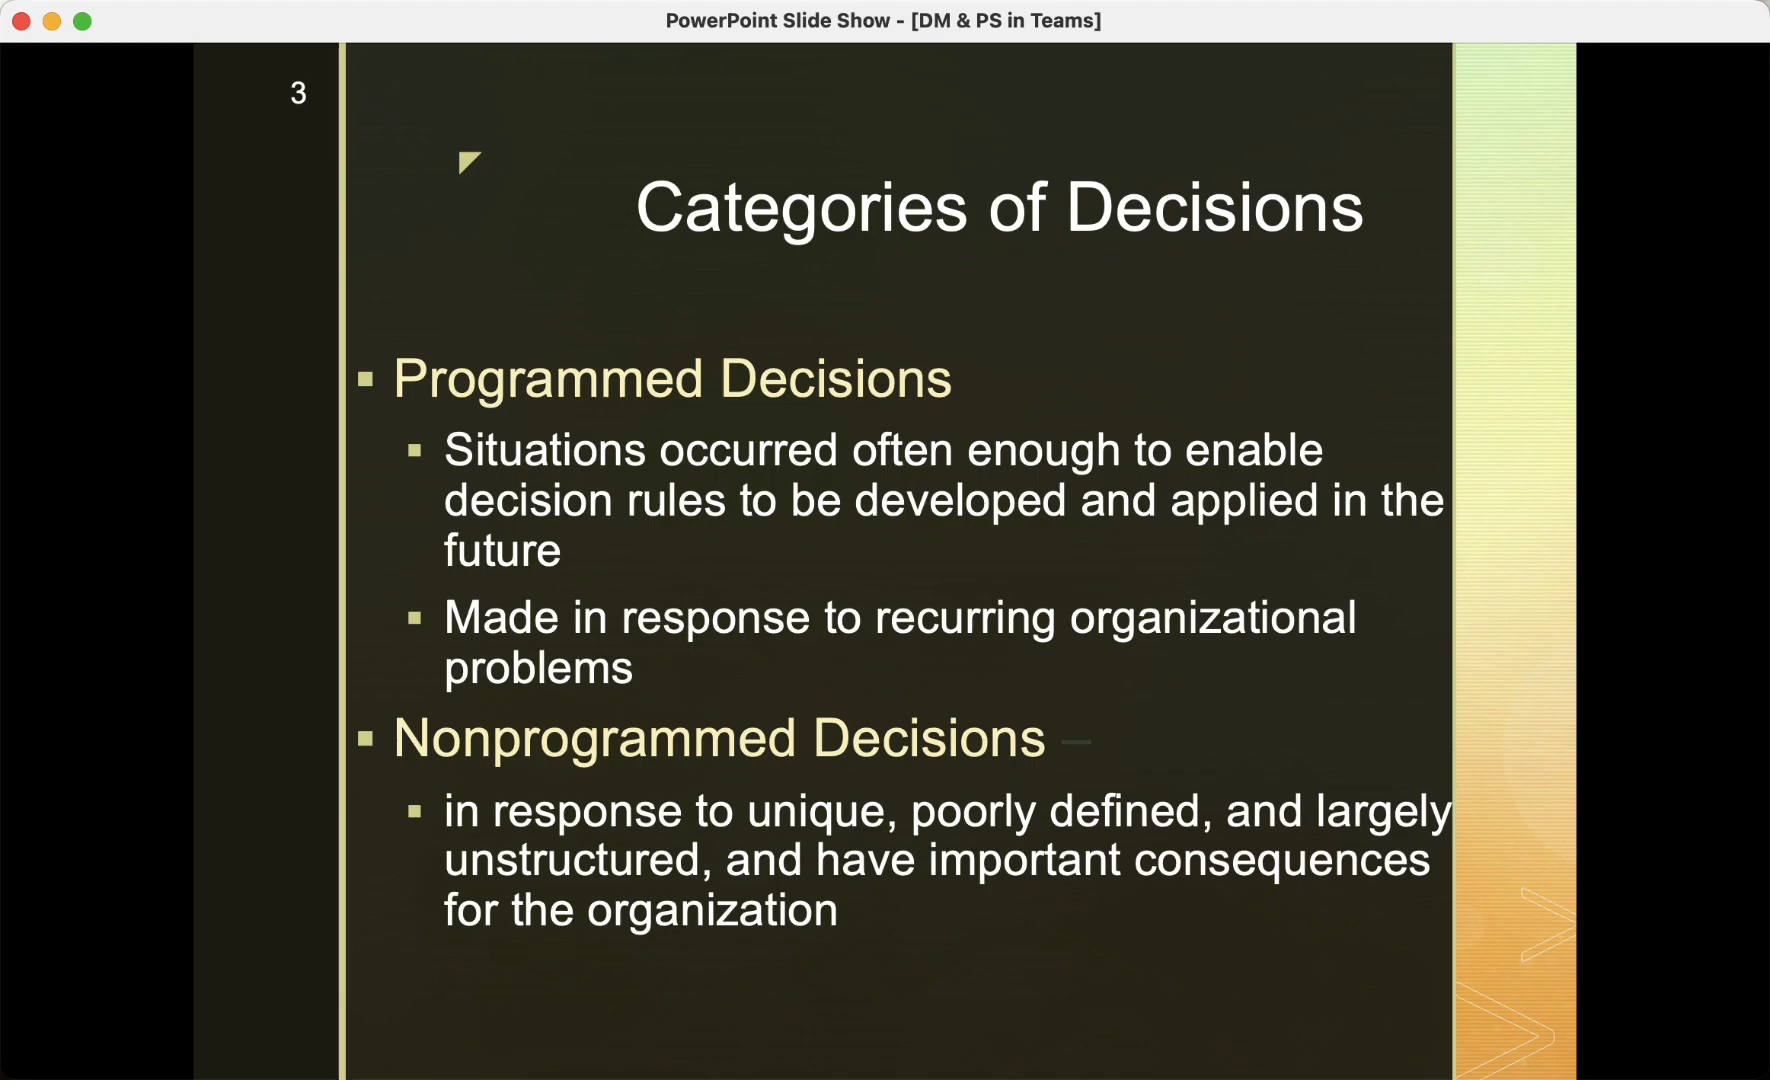 PowerPoint Slide Show - [DM & PS in Teams]
3
Categories of Decisions
Programmed Decisions
Situations occurred often enough to enable
decision rules to be developed and applied in the
future
Made in response to recurring organizational
problems
Nonprogrammed Decisions –
in response to unique, poorly defined, and largely
unstructured, and have important consequences
for the organization